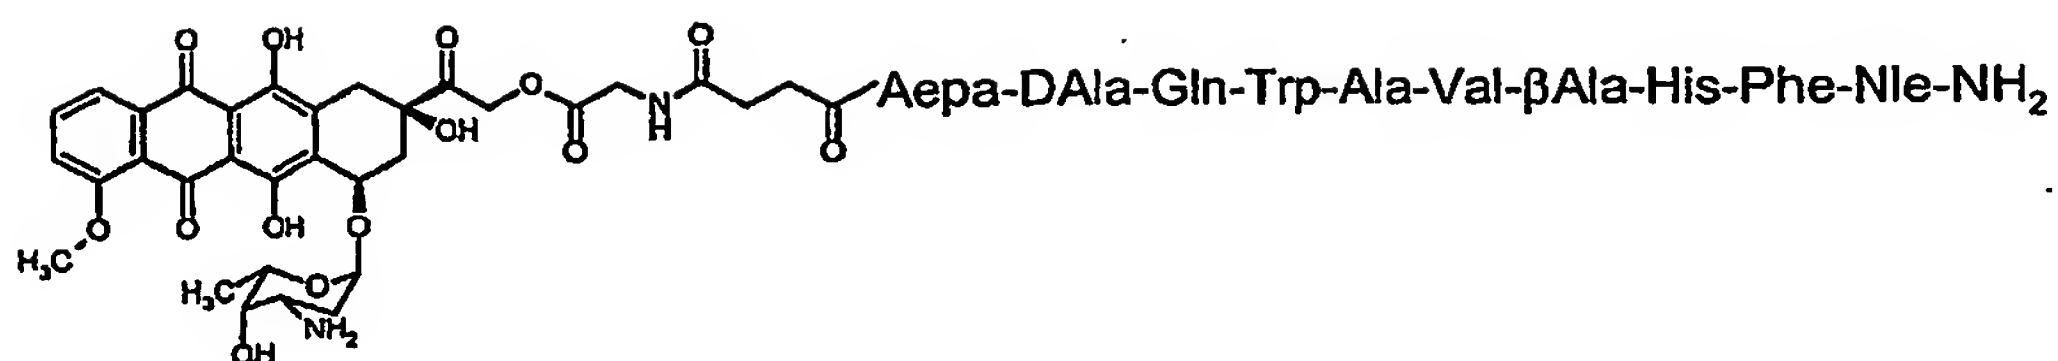 O OH O O
O Aepa-DAla-Gln-Trp-Ala-Val-βAla-His-Phe-Nle-NH₂
N
OH H
O O
O O OH O
H₃C
H₃C O
NH₂
OH